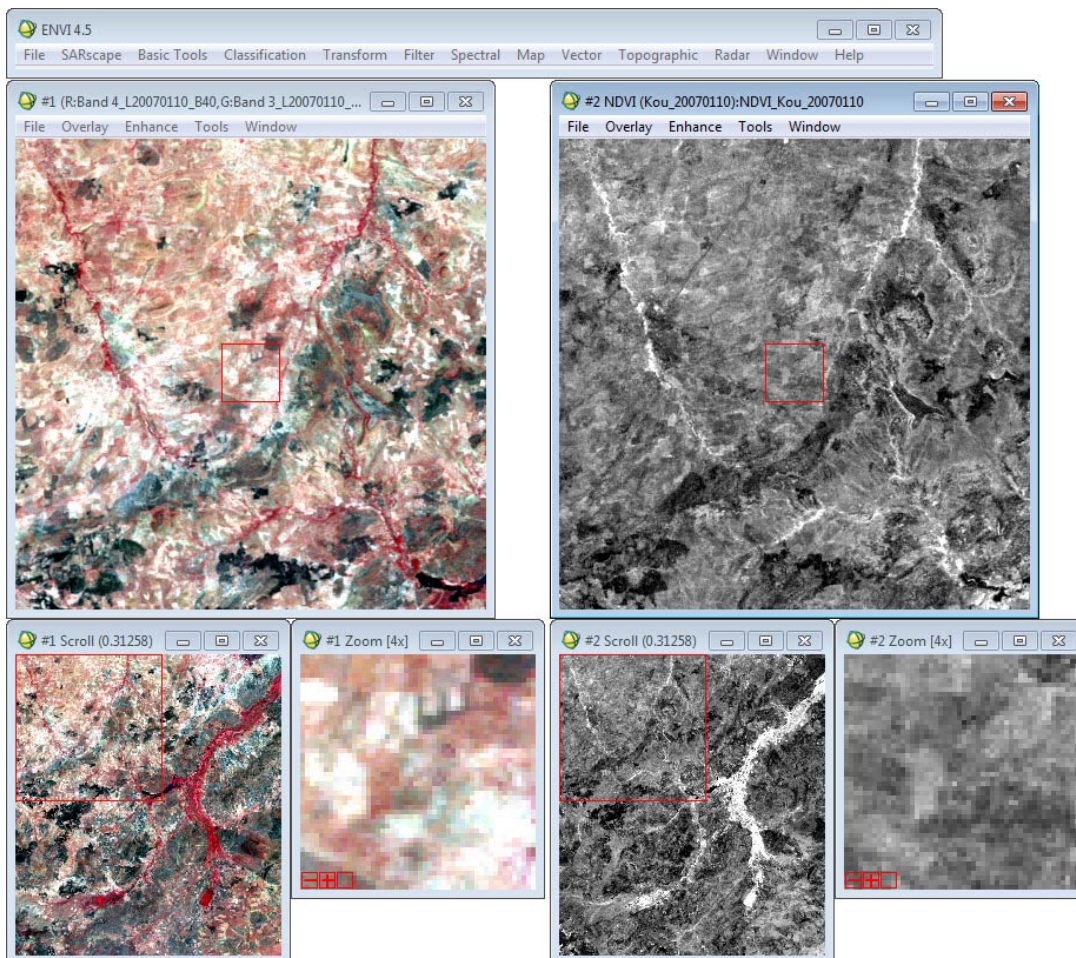 ENVI 4.5
File SARscape Basic Tools Classification Transform Filter Spectral Map Vector Topographic Radar Window Help
#1 (R:Band 4_L20070110_B40,G:Band 3_L20070110_...
File Overlay Enhance Tools Window
#2 NDVI (Kou_20070110):NDVI_Kou_20070110
File Overlay Enhance Tools Window
#1 Scroll (0.31258)
#1 Zoom [4x]
#2 Scroll (0.31258)
#2 Zoom [4x]